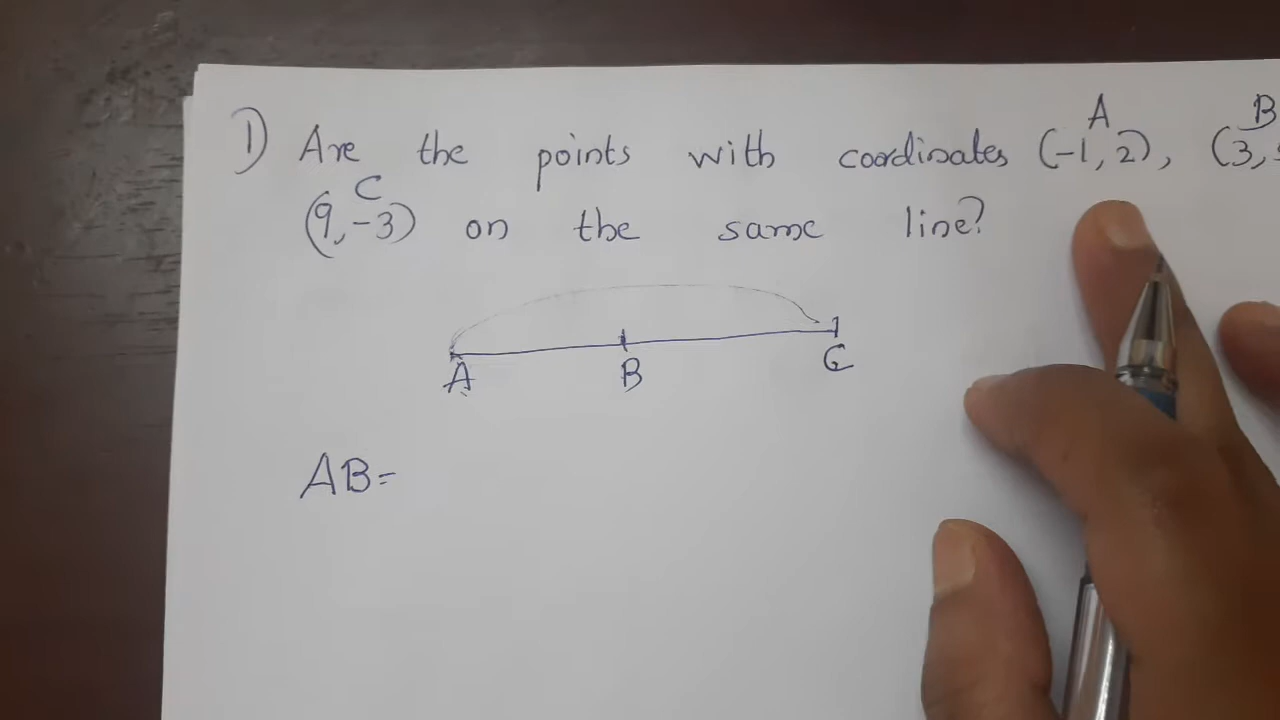 A B
1) Are the points with coordinates (-1, 2), (3,
C
(9, -3) on the same line?
A B C
AB=